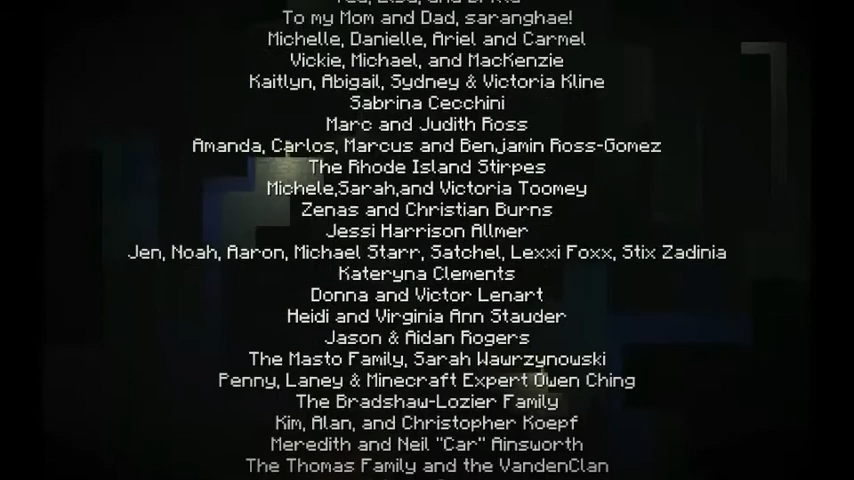 To my Mom and Dad, saranghae!
Michelle, Danielle, Ariel and Carmel
Vickie, Michael, and MacKenzie
Kaitlyn, Abigail, Sydney & Victoria Kline
Sabrina Cecchini
Marc and Judith Ross
Amanda, Carlos, Marcus and Benjamin Ross-Gomez
The Rhode Island Stirpes
Michele,Sarah,and Victoria Toomey
Zenas and Christian Burns
Jessi Harrison Allmer
Jen, Noah, Aaron, Michael Starr, Satchel, Lexxi Foxx, Stix Zadinia
Kateryna Clements
Donna and Victor Lenart
Heidi and Virginia Ann Stauder
Jason & Aidan Rogers
The Masto Family, Sarah Wawrzynowski
Penny, Laney & Minecraft Expert Owen Ching
The Bradshaw-Lozier Family
Kim, Alan, and Christopher Koepf
Meredith and Neil "Car" Ainsworth
The Thomas Family and the VandenClan